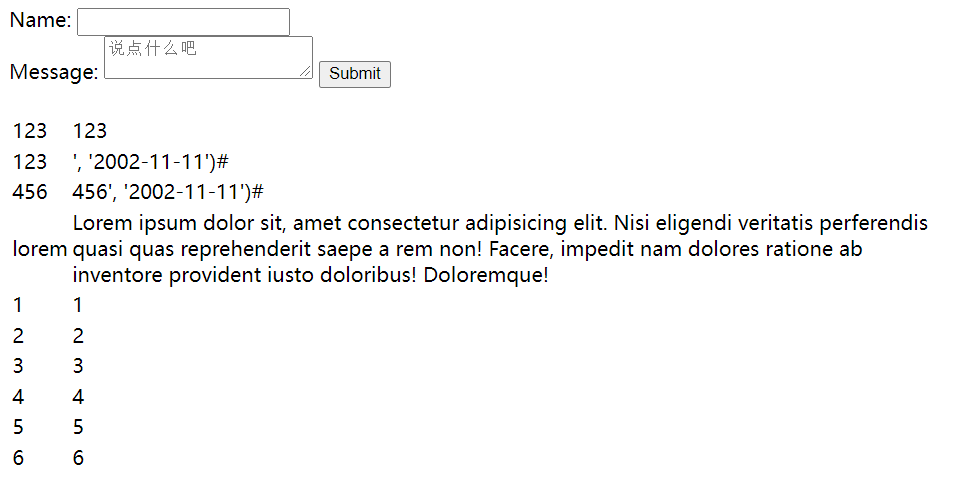 Name:
说点什么吧
Message: Submit
123 123
123 ', '2002-11-11')#
456 456', '2002-11-11')#
Lorem ipsum dolor sit, amet consectetur adipisicing elit. Nisi eligendi veritatis perferendis
lorem quasi quas reprehenderit saepe a rem non! Facere, impedit nam dolores ratione ab
inventore provident iusto doloribus! Doloremque!
1 1
2 2
3 3
4 4
5 5
6 6